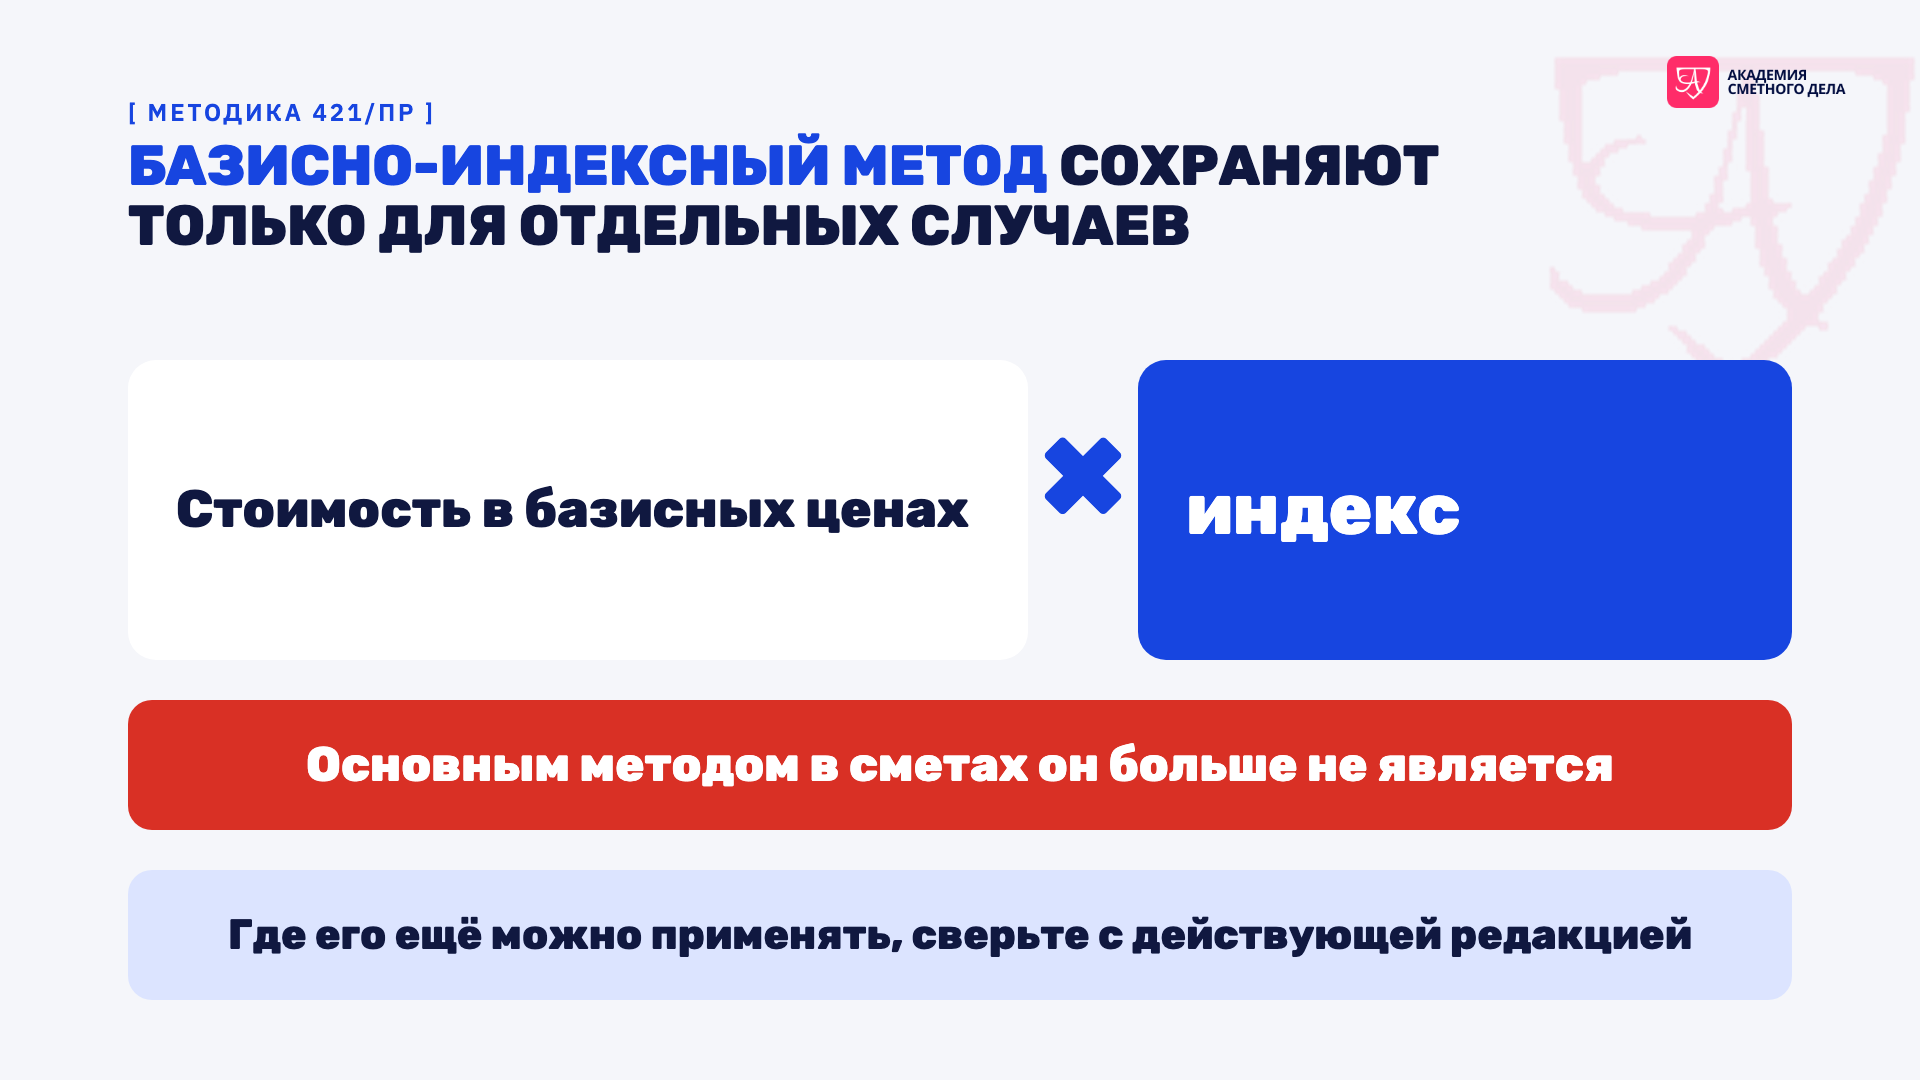 АКАДЕМИЯ
СМЕТНОГО ДЕЛА
[ МЕТОДИКА 421/ПР ]
БАЗИСНО-ИНДЕКСНЫЙ МЕТОД СОХРАНЯЮТ
ТОЛЬКО ДЛЯ ОТДЕЛЬНЫХ СЛУЧАЕВ
Стоимость в базисных ценах
индекс
Основным методом в сметах он больше не является
Где его ещё можно применять, сверьте с действующей редакцией